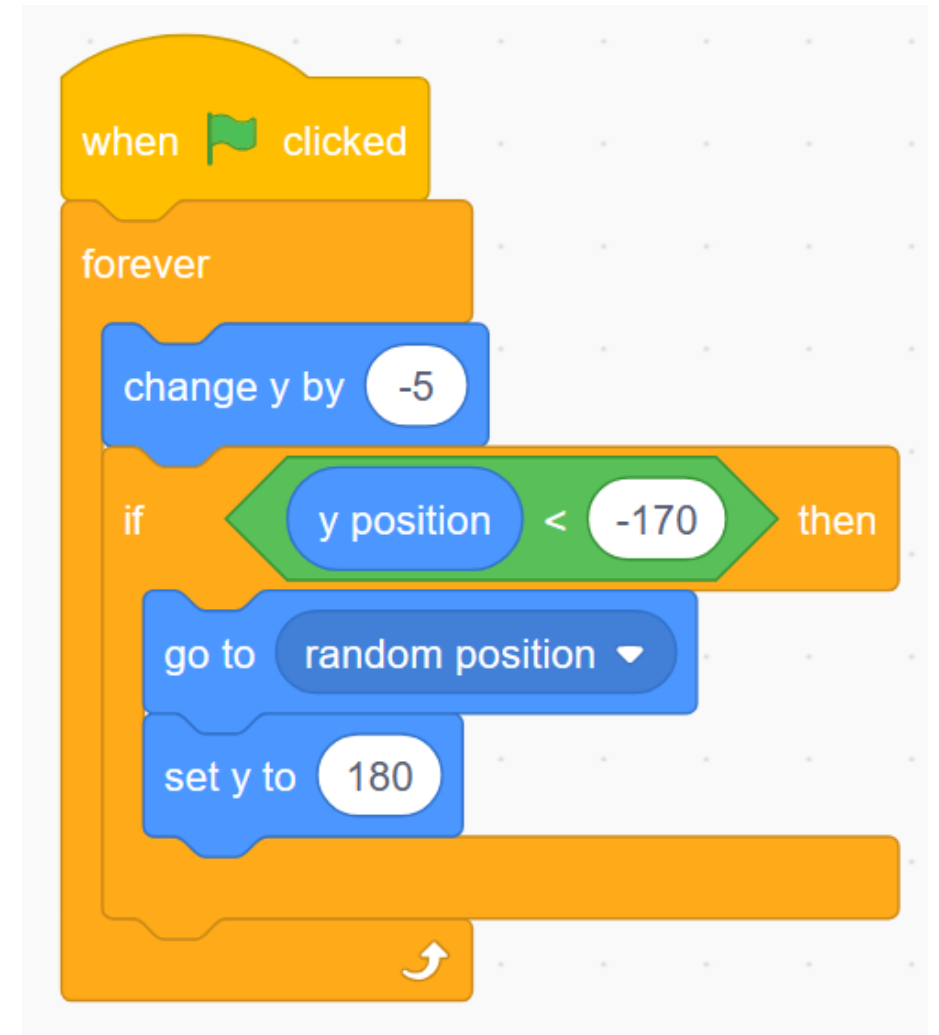 when clicked
forever
change y by -5
if y position < -170 then
go to random position
set y to 180